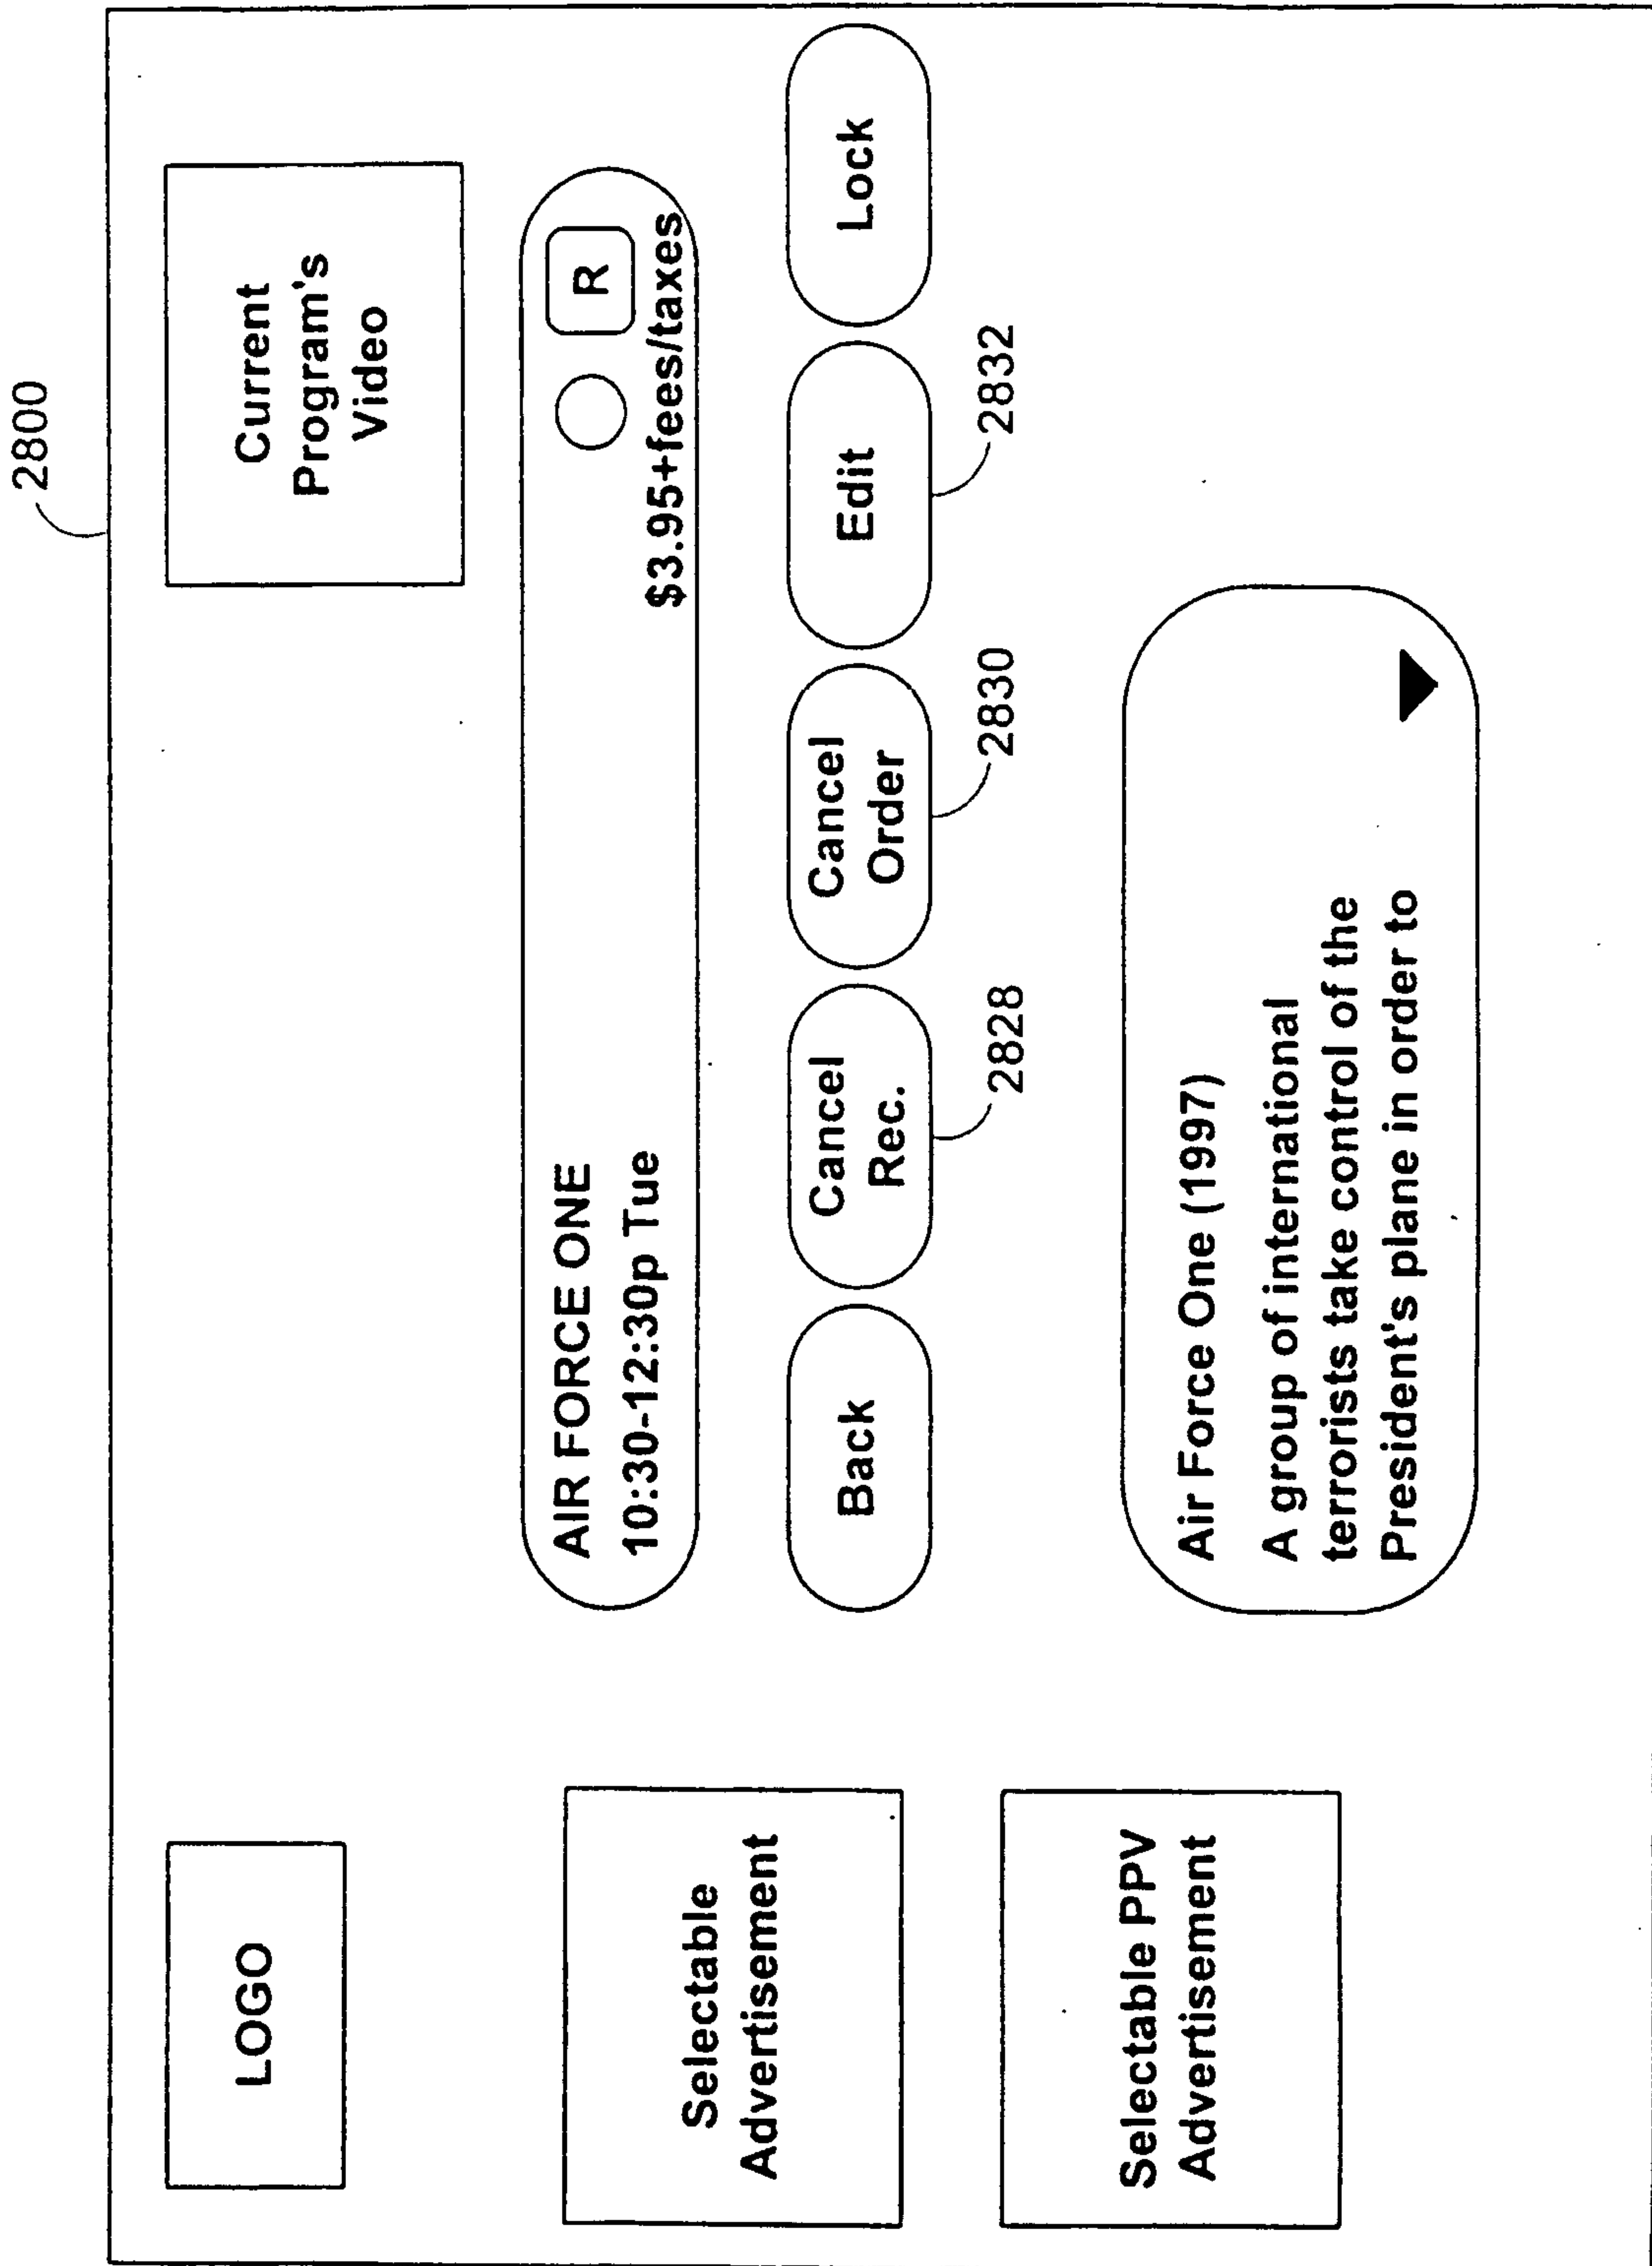 2800
LOGO
Current
Program's
Video
AIR FORCE ONE
R
10:30-12:30p Tue
$3.95+fees/taxes
Selectable
Advertisement
Back
Cancel
Rec.
Cancel
Order
Edit
Lock
2828
2830
2832
Selectable PPV
Advertisement
Air Force One (1997)
A group of international
terrorists take control of the
President's plane in order to